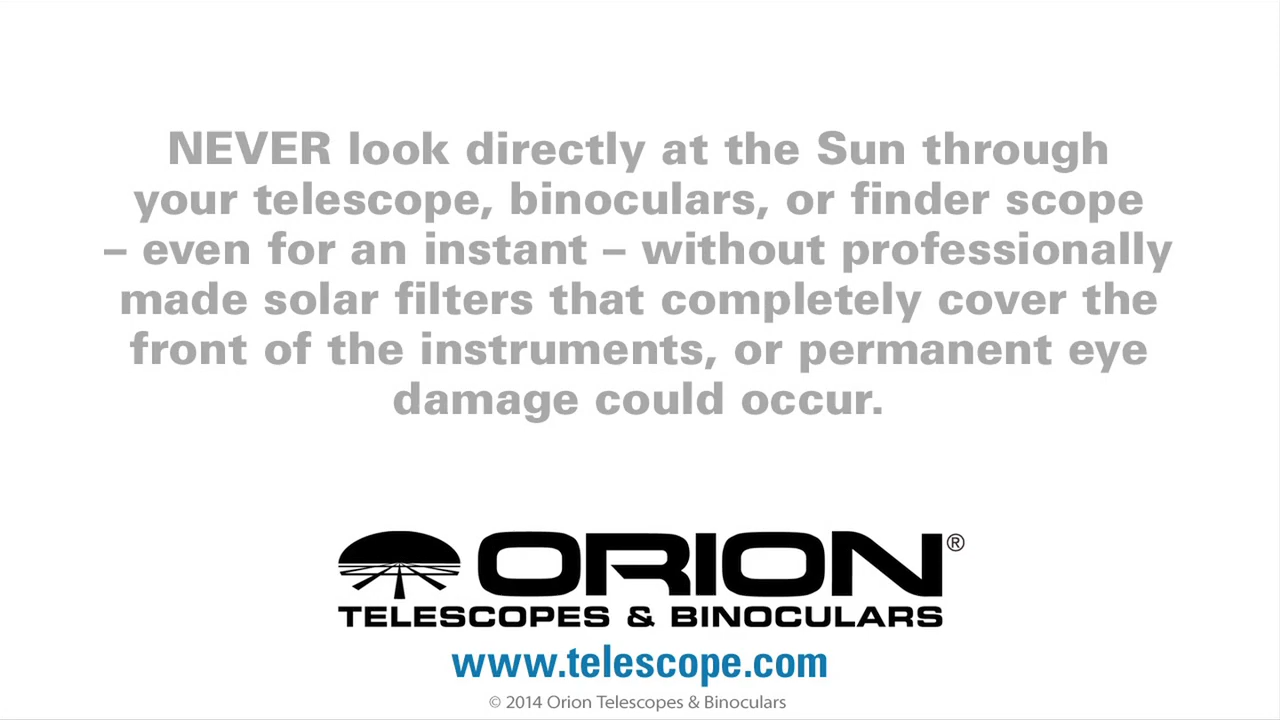 NEVER look directly at the Sun through
your telescope, binoculars, or finder scope
– even for an instant – without professionally
made solar filters that completely cover the
front of the instruments, or permanent eye
damage could occur.
ORION®
TELESCOPES & BINOCULARS
www.telescope.com
© 2014 Orion Telescopes & Binoculars